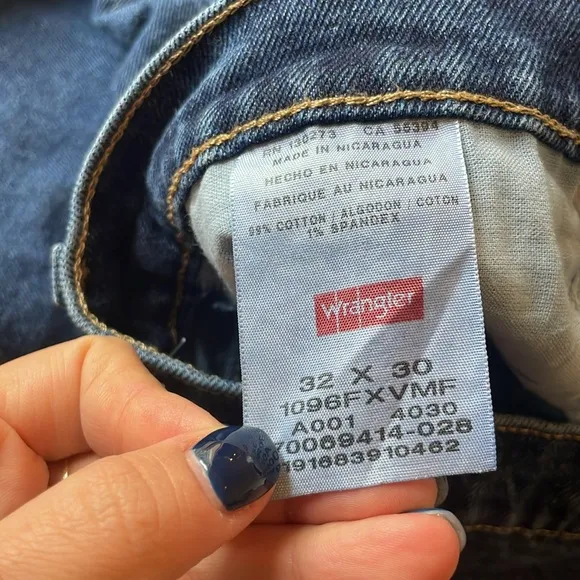 RN 130273 CA 55394
MADE IN NICARAGUA
HECHO EN NICARAGUA
FABRIQUE AU NICARAGUA
99% COTTON / ALGODON / COTON
1% SPANDEX
Wrangler
32 X 30
1096FXVMF
A001 4030
70069414-028
191683910462